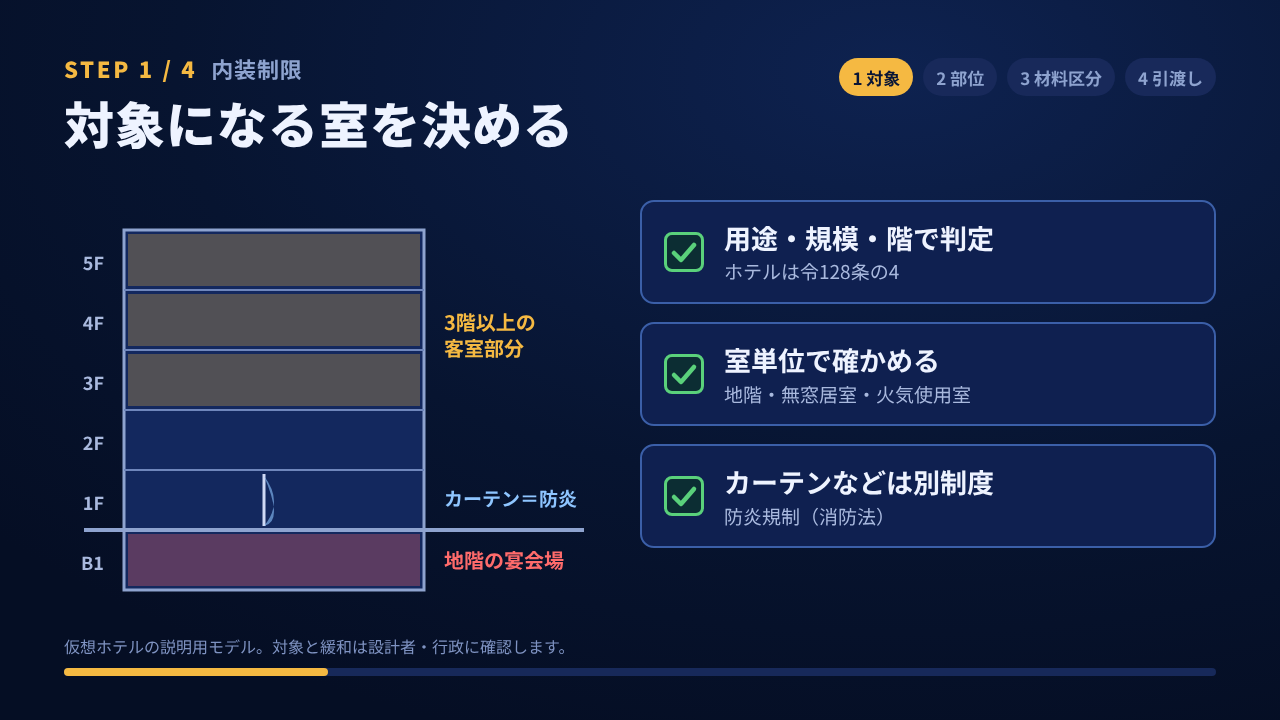 STEP 1 / 4 内装制限
対象になる室を決める
1 対象
2 部位
3 材料区分
4 引渡し
5F
4F
3F
2F
1F
B1
3階以上の
客室部分
カーテン＝防炎
地階の宴会場
用途・規模・階で判定
ホテルは令128条の4
室単位で確かめる
地階・無窓居室・火気使用室
カーテンなどは別制度
防炎規制（消防法）
仮想ホテルの説明用モデル。対象と緩和は設計者・行政に確認します。